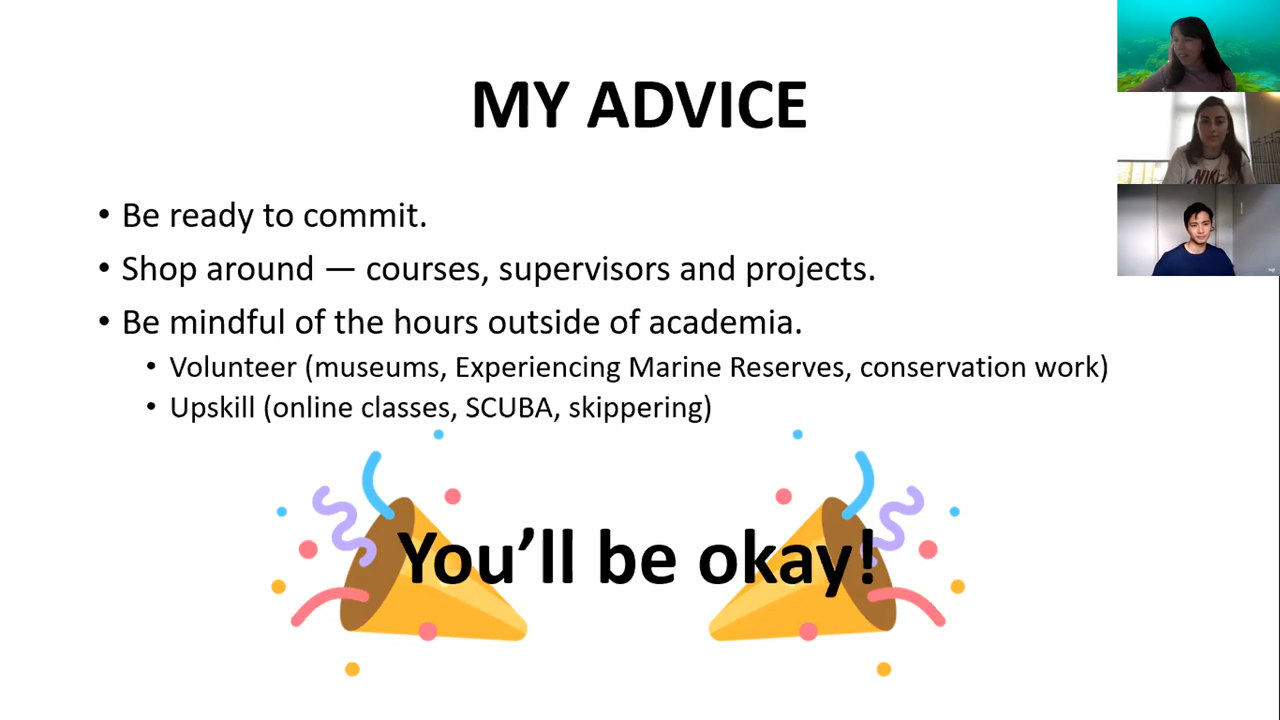 MY ADVICE
• Be ready to commit.
• Shop around — courses, supervisors and projects.
• Be mindful of the hours outside of academia.
• Volunteer (museums, Experiencing Marine Reserves, conservation work)
• Upskill (online classes, SCUBA, skippering)
You’ll be okay!